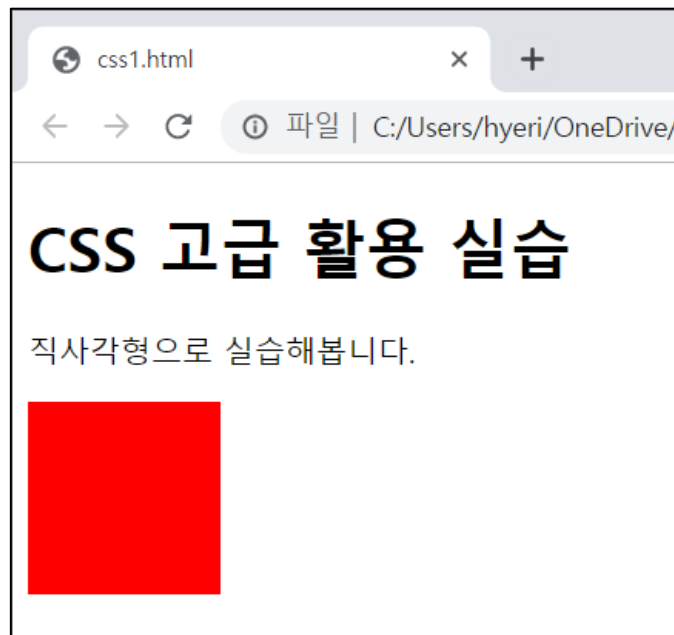 css1.html
파일 | C:/Users/hyeri/OneDrive/
CSS 고급 활용 실습
직사각형으로 실습해봅니다.